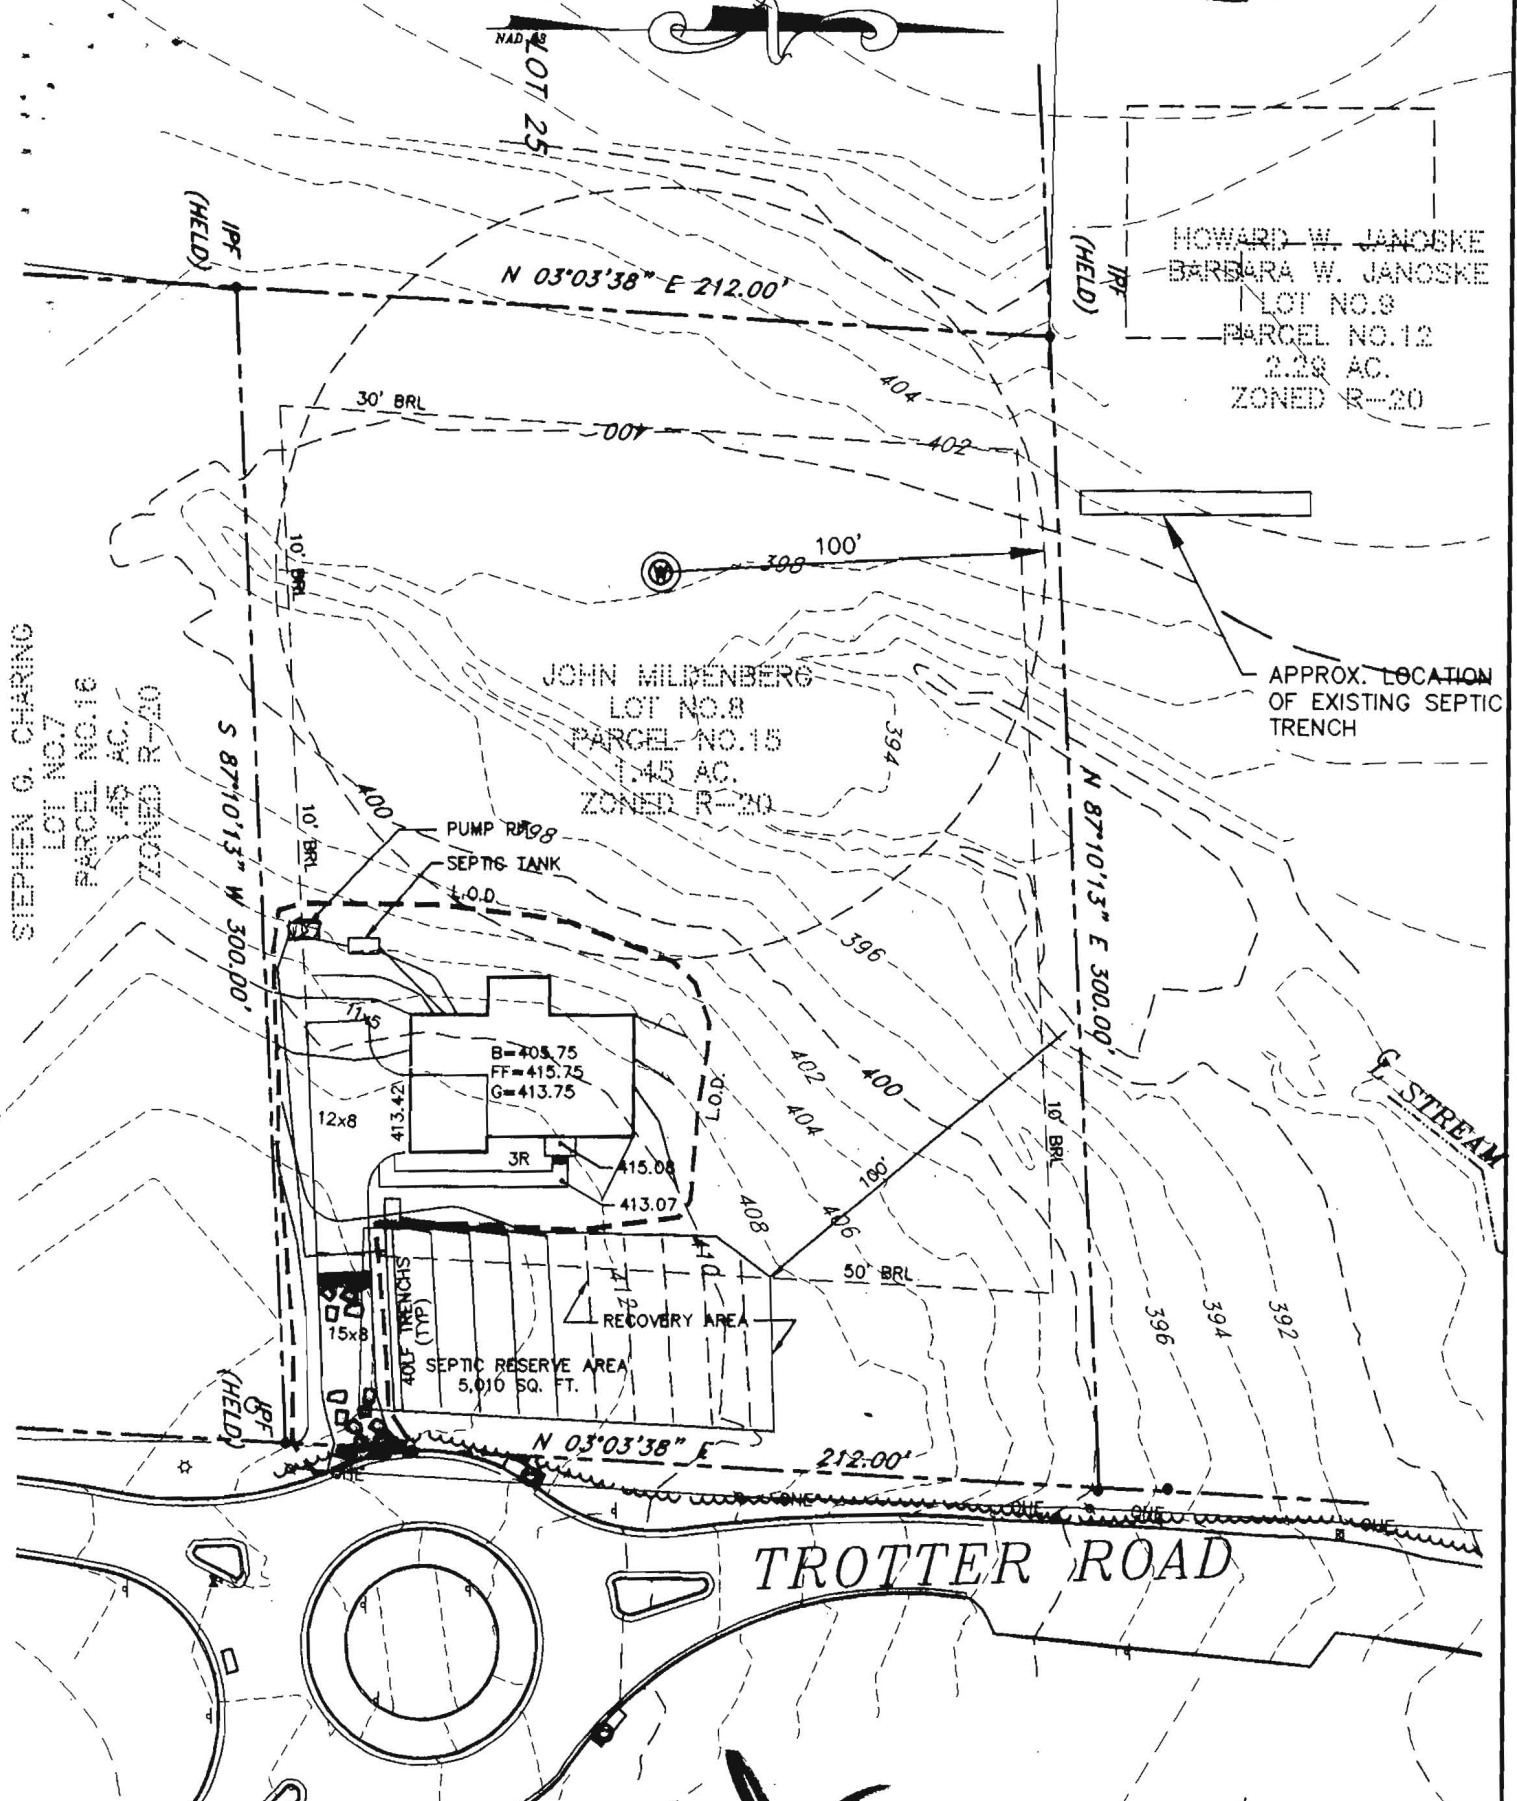 NAD 83
LOT 25
IPF
(HELD)
N 03°03'38" E 212.00'
IPF
(HELD)
HOWARD W. JANOSKE
BARBARA W. JANOSKE
LOT NO.9
PARCEL NO.12
2.29 AC.
ZONED R-20
404
30' BRL
400
402
10' BRL
W
100'
398
APPROX. LOCATION
OF EXISTING SEPTIC
TRENCH
STEPHEN G. CHARING
LOT NO.7
PARCEL NO.16
1.45 AC.
ZONED R-20
JOHN MILDENBERG
LOT NO.8
PARCEL NO.15
1.45 AC.
ZONED R-20
394
S 87°10'13" W 300.00'
N 87°10'13" E 300.00'
400
10' BRL
PUMP
398
SEPTIC TANK
L.O.D.
396
11x5
B=405.75
FF=415.75
G=413.75
402
400
L.O.D.
413.42
12x8
404
10' BRL
STREAM
3R
415.08
100'
413.07
408
406
410
50' BRL
412
40LF TRENCHS
(TYP)
RECOVERY AREA
15x8
396
394
392
SEPTIC RESERVE AREA
5,010 SQ. FT.
IPF
(HELD)
N 03°03'38" E
212.00'
OHE
OHE
OHE
OHE
OHE
TROTTER ROAD